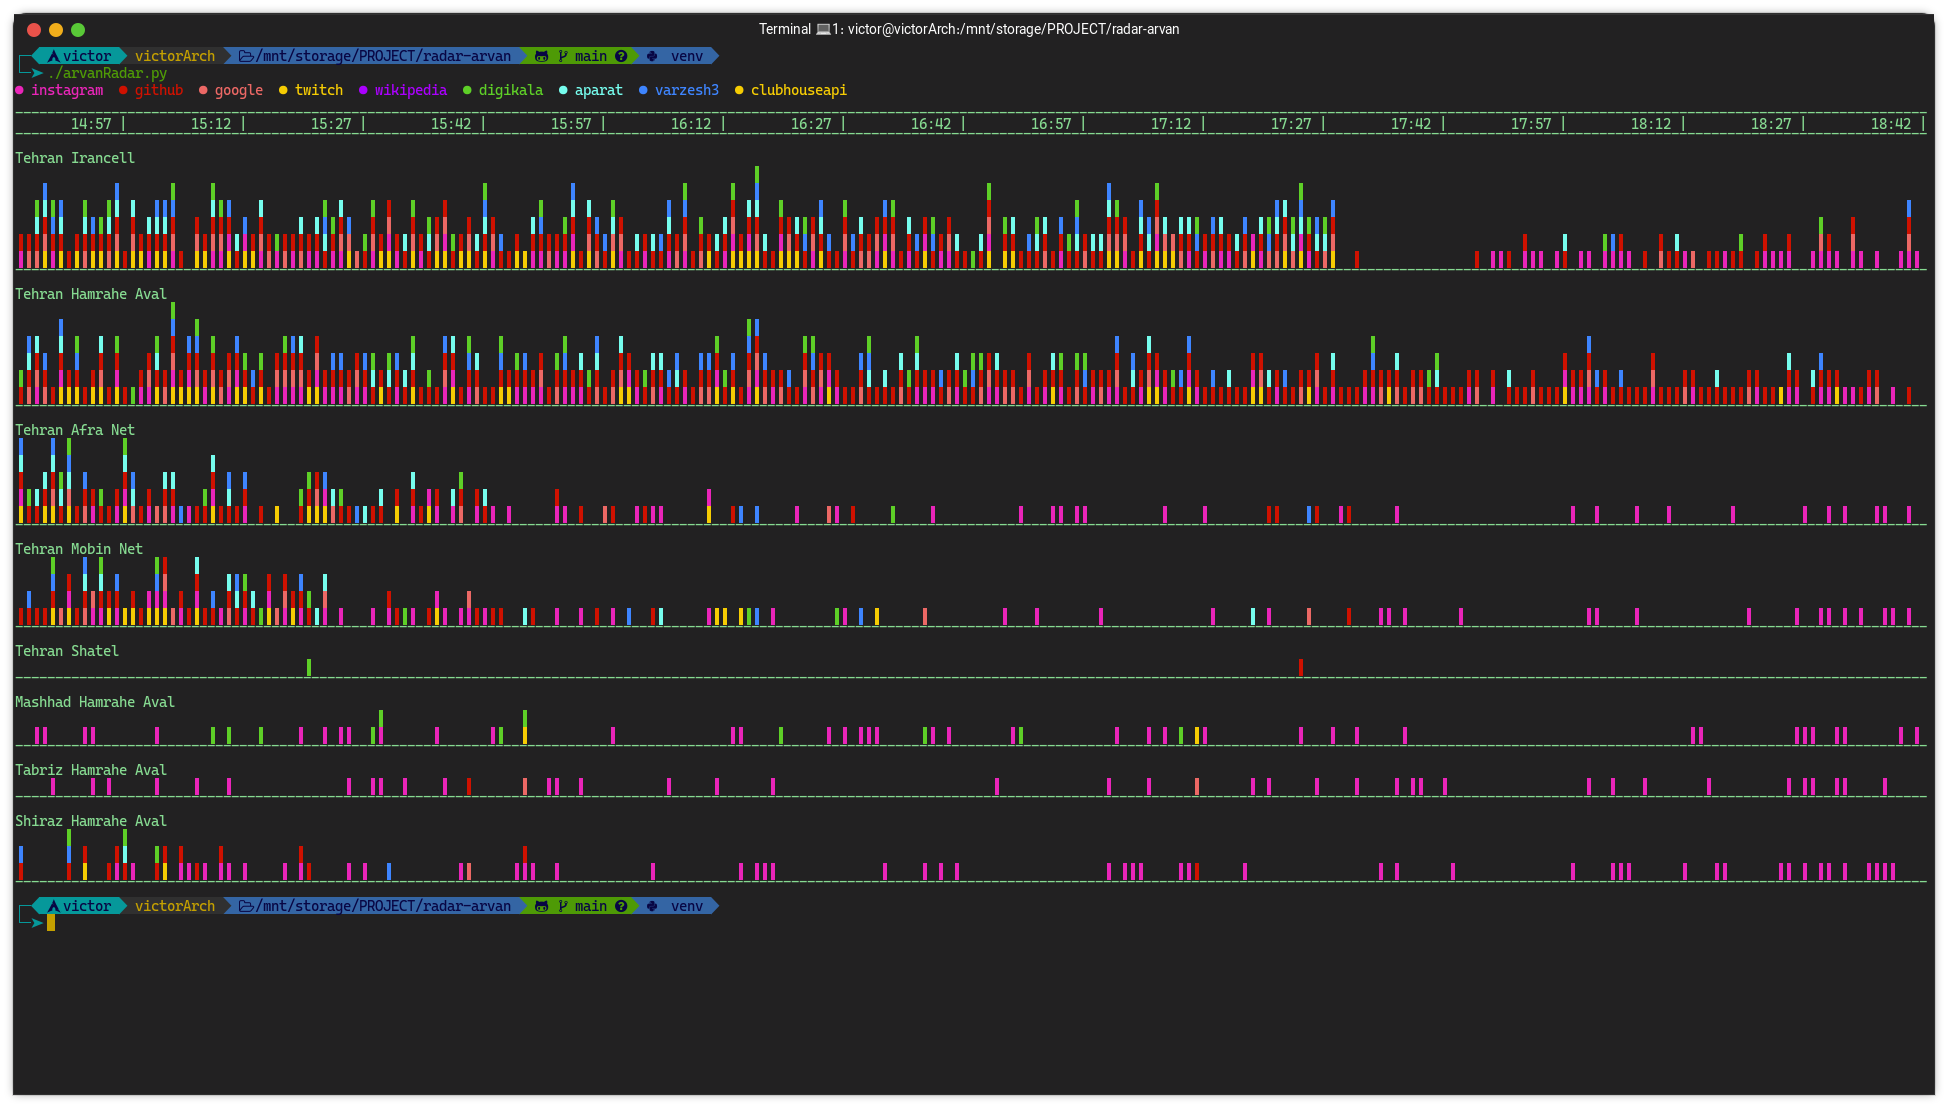 Terminal 💻1: victor@victorArch:/mnt/storage/PROJECT/radar-arvan
victor victorArch /mnt/storage/PROJECT/radar-arvan main ? venv
./arvanRadar.py
● instagram ● github ● google ● twitch ● wikipedia ● digikala ● aparat ● varzesh3 ● clubhouseapi
14:57 | 15:12 | 15:27 | 15:42 | 15:57 | 16:12 | 16:27 | 16:42 | 16:57 | 17:12 | 17:27 | 17:42 | 17:57 | 18:12 | 18:27 | 18:42 |
Tehran Irancell
Tehran Hamrahe Aval
Tehran Afra Net
Tehran Mobin Net
Tehran Shatel
Mashhad Hamrahe Aval
Tabriz Hamrahe Aval
Shiraz Hamrahe Aval
victor victorArch /mnt/storage/PROJECT/radar-arvan main ? venv